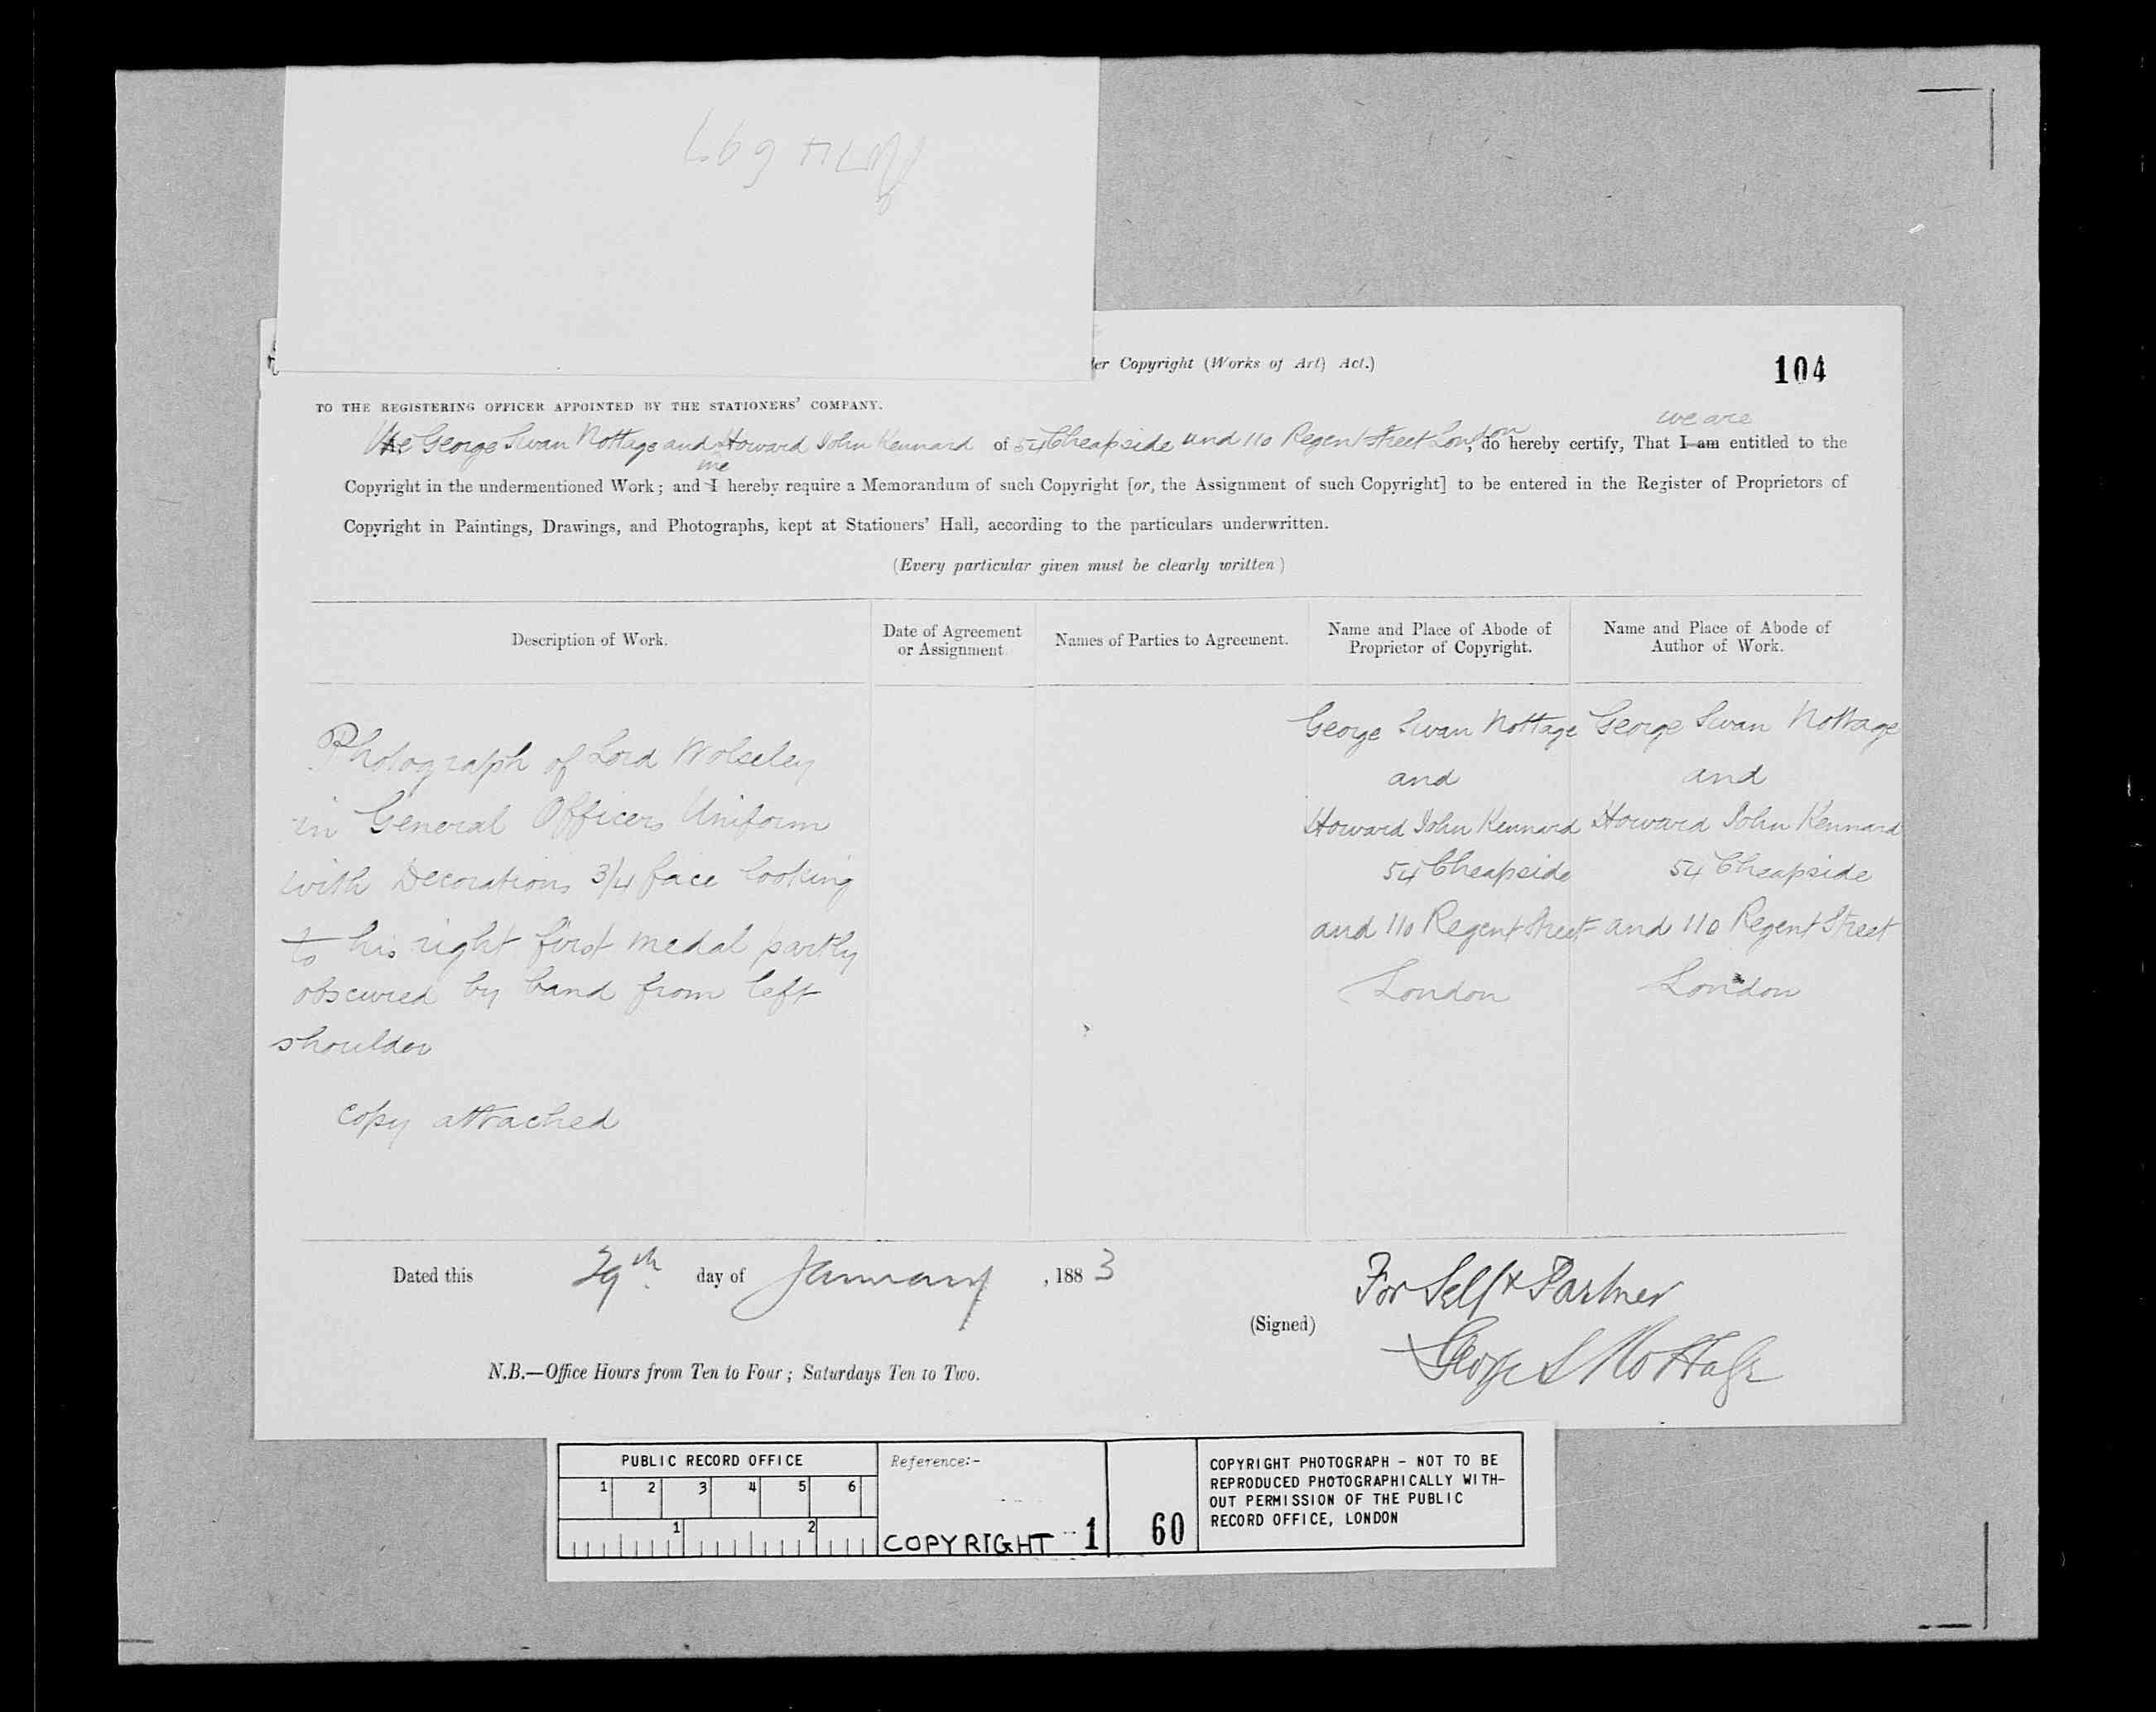 der Copyright (Works of Art) Act.)
104
TO THE REGISTERING OFFICER APPOINTED BY THE STATIONERS' COMPANY.
we are
We George Swan Nottage and Howard John Kennard of 54 Cheapside and 110 Regent Street London, do hereby certify, That I am entitled to the
we
Copyright in the undermentioned Work; and I hereby require a Memorandum of such Copyright [or, the Assignment of such Copyright] to be entered in the Register of Proprietors of
Copyright in Paintings, Drawings, and Photographs, kept at Stationers' Hall, according to the particulars underwritten.
(Every particular given must be clearly written)
Description of Work.
Date of Agreement
or Assignment
Names of Parties to Agreement.
Name and Place of Abode of
Proprietor of Copyright.
Name and Place of Abode of
Author of Work.
Photograph of Lord Wolseley
in General Officers Uniform
with Decorations 3/4 face looking
to his right first medal partly
obscured by band from left
shoulder
Copy attached
George Swan Nottage
and
Howard John Kennard
54 Cheapside
and 110 Regent Street
London
George Swan Nottage
and
Howard John Kennard
54 Cheapside
and 110 Regent Street
London
Dated this 29th day of January, 1883
For Self & Partner
(Signed)
George S Nottage
N.B.—Office Hours from Ten to Four; Saturdays Ten to Two.
PUBLIC RECORD OFFICE
1 2 3 4 5 6
1 2
Reference:-
COPYRIGHT 1
60
COPYRIGHT PHOTOGRAPH - NOT TO BE
REPRODUCED PHOTOGRAPHICALLY WITH-
OUT PERMISSION OF THE PUBLIC
RECORD OFFICE, LONDON